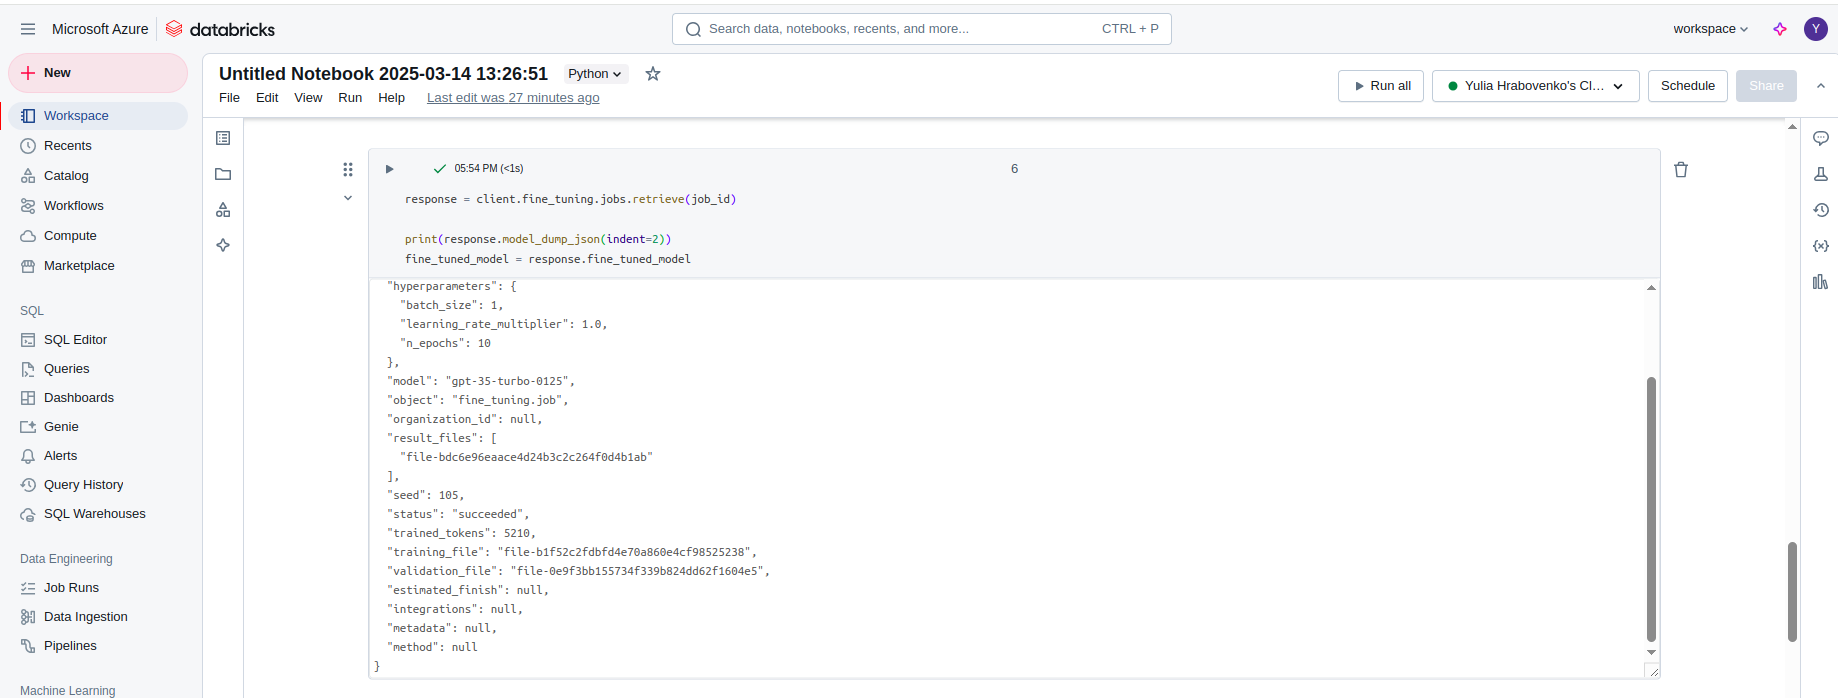 Microsoft Azure
databricks
Search data, notebooks, recents, and more...
CTRL + P
workspace
Y
New
Workspace
Recents
Catalog
Workflows
Compute
Marketplace
SQL
SQL Editor
Queries
Dashboards
Genie
Alerts
Query History
SQL Warehouses
Data Engineering
Job Runs
Data Ingestion
Pipelines
Machine Learning
Untitled Notebook 2025-03-14 13:26:51
Python
File Edit View Run Help Last edit was 27 minutes ago
Run all
Yulia Hrabovenko's Cl...
Schedule
Share
05:54 PM (<1s)
6
response = client.fine_tuning.jobs.retrieve(job_id)
print(response.model_dump_json(indent=2))
fine_tuned_model = response.fine_tuned_model
"hyperparameters": {
"batch_size": 1,
"learning_rate_multiplier": 1.0,
"n_epochs": 10
},
"model": "gpt-35-turbo-0125",
"object": "fine_tuning.job",
"organization_id": null,
"result_files": [
"file-bdc6e96eaace4d24b3c2c264f0d4b1ab"
],
"seed": 105,
"status": "succeeded",
"trained_tokens": 5210,
"training_file": "file-b1f52c2fdbfd4e70a860e4cf98525238",
"validation_file": "file-0e9f3bb155734f339b824dd62f1604e5",
"estimated_finish": null,
"integrations": null,
"metadata": null,
"method": null
}